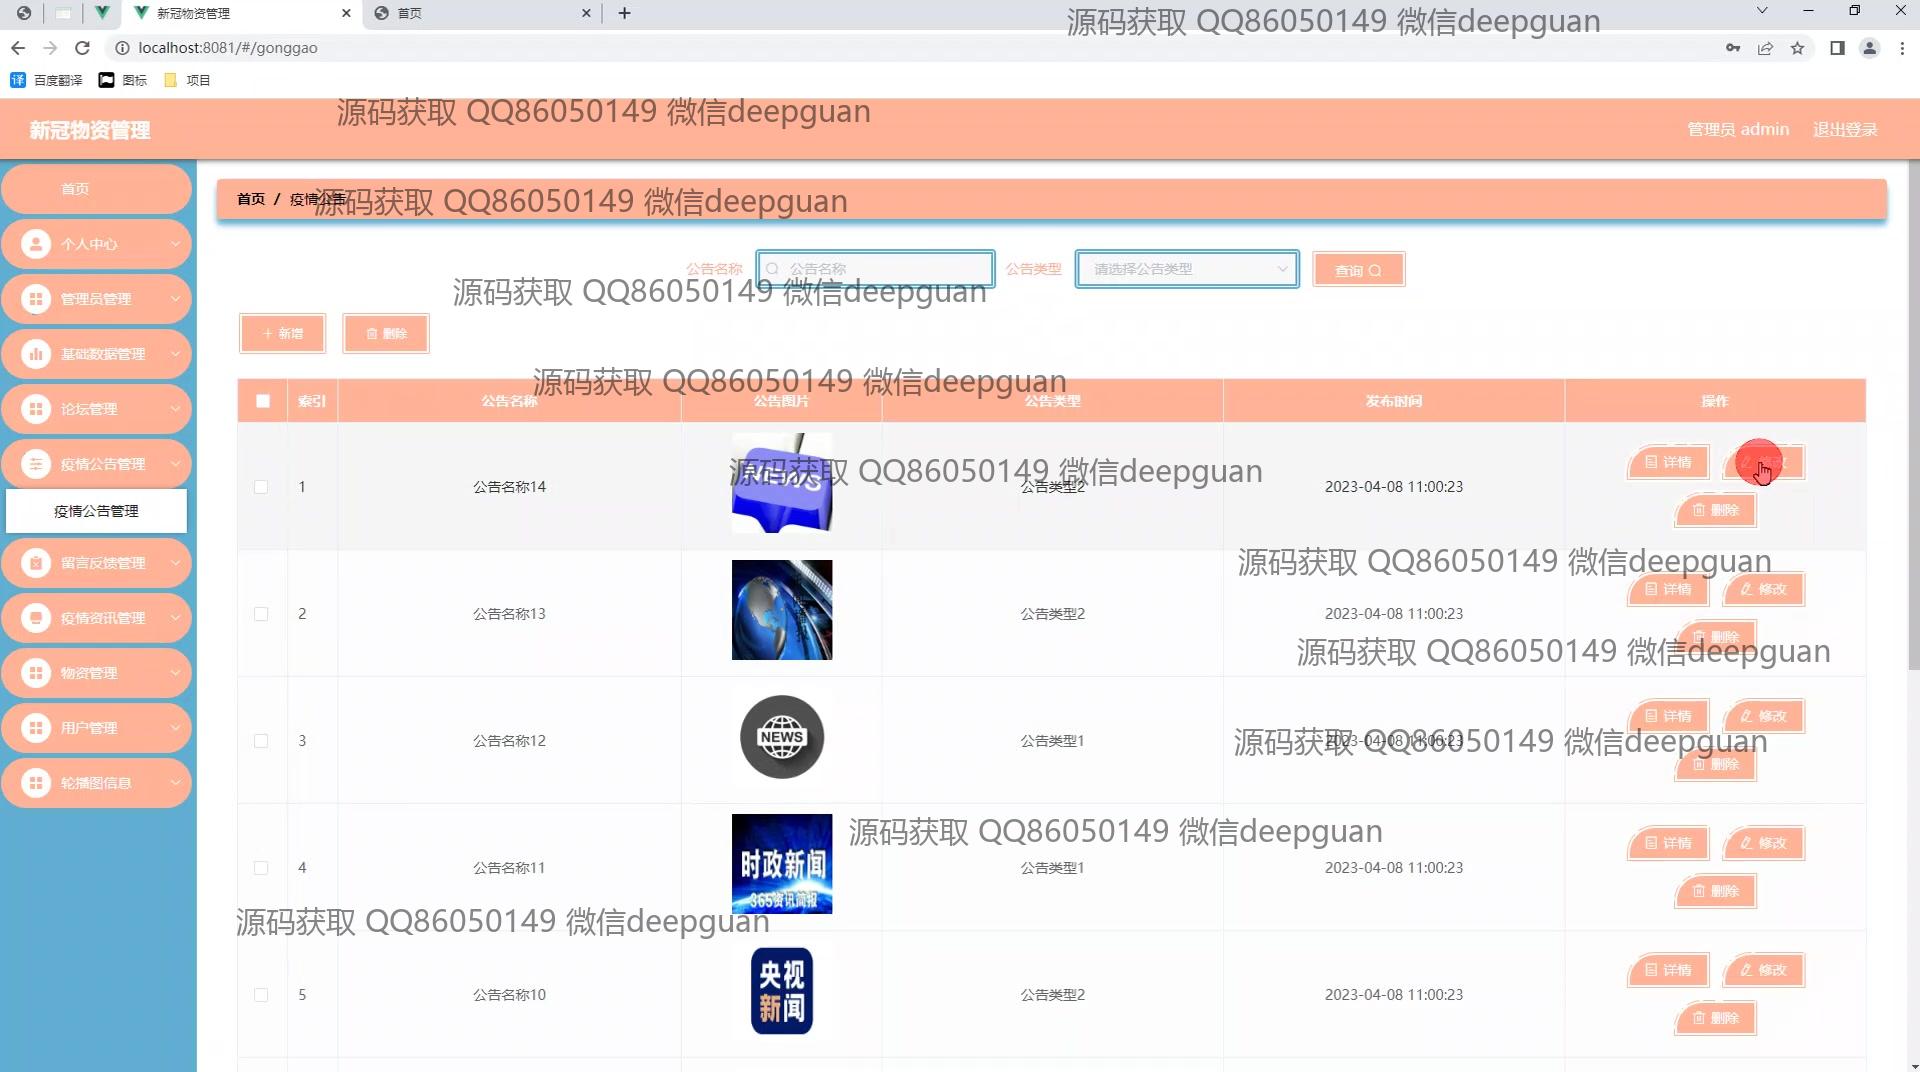 新冠物资管理
首页
localhost:8081/#/gonggao
百度翻译
图标
项目
源码获取 QQ86050149 微信deepguan
源码获取 QQ86050149 微信deepguan
新冠物资管理
管理员 admin
退出登录
首页
首页 / 疫情公告
源码获取 QQ86050149 微信deepguan
个人中心
公告名称
公告名称
公告类型
请选择公告类型
查询
源码获取 QQ86050149 微信deepguan
管理员管理
新增
删除
基础数据管理
源码获取 QQ86050149 微信deepguan
索引 公告名称 公告图片 公告类型 发布时间 操作
论坛管理
疫情公告管理
疫情公告管理
源码获取 QQ86050149 微信deepguan
1 公告名称14 NEWS 公告类型2 2023-04-08 11:00:23 详情 修改
删除
留言反馈管理
源码获取 QQ86050149 微信deepguan
2 公告名称13 公告类型2 2023-04-08 11:00:23 详情 修改
删除
疫情资讯管理
源码获取 QQ86050149 微信deepguan
物资管理
3 公告名称12 NEWS 公告类型1 2023-04-08 11:00:23 详情 修改
删除
源码获取 QQ86050149 微信deepguan
用户管理
轮播图信息
源码获取 QQ86050149 微信deepguan
4 公告名称11 时政新闻 公告类型1 2023-04-08 11:00:23 详情 修改
365资讯简报
删除
源码获取 QQ86050149 微信deepguan
5 公告名称10 央视 公告类型2 2023-04-08 11:00:23 详情 修改
新闻
删除